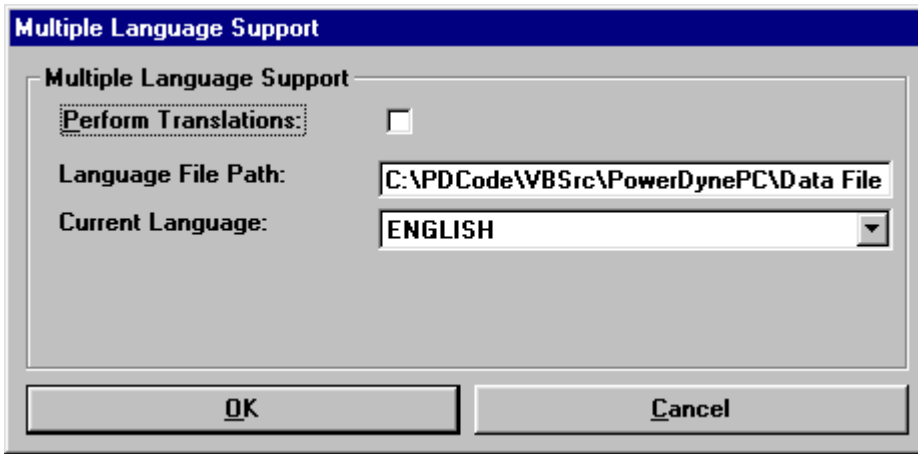 Multiple Language Support
Multiple Language Support
Perform Translations:
Language File Path: C:\PDCode\VBSrc\PowerDynePC\Data File
Current Language: ENGLISH
OK Cancel